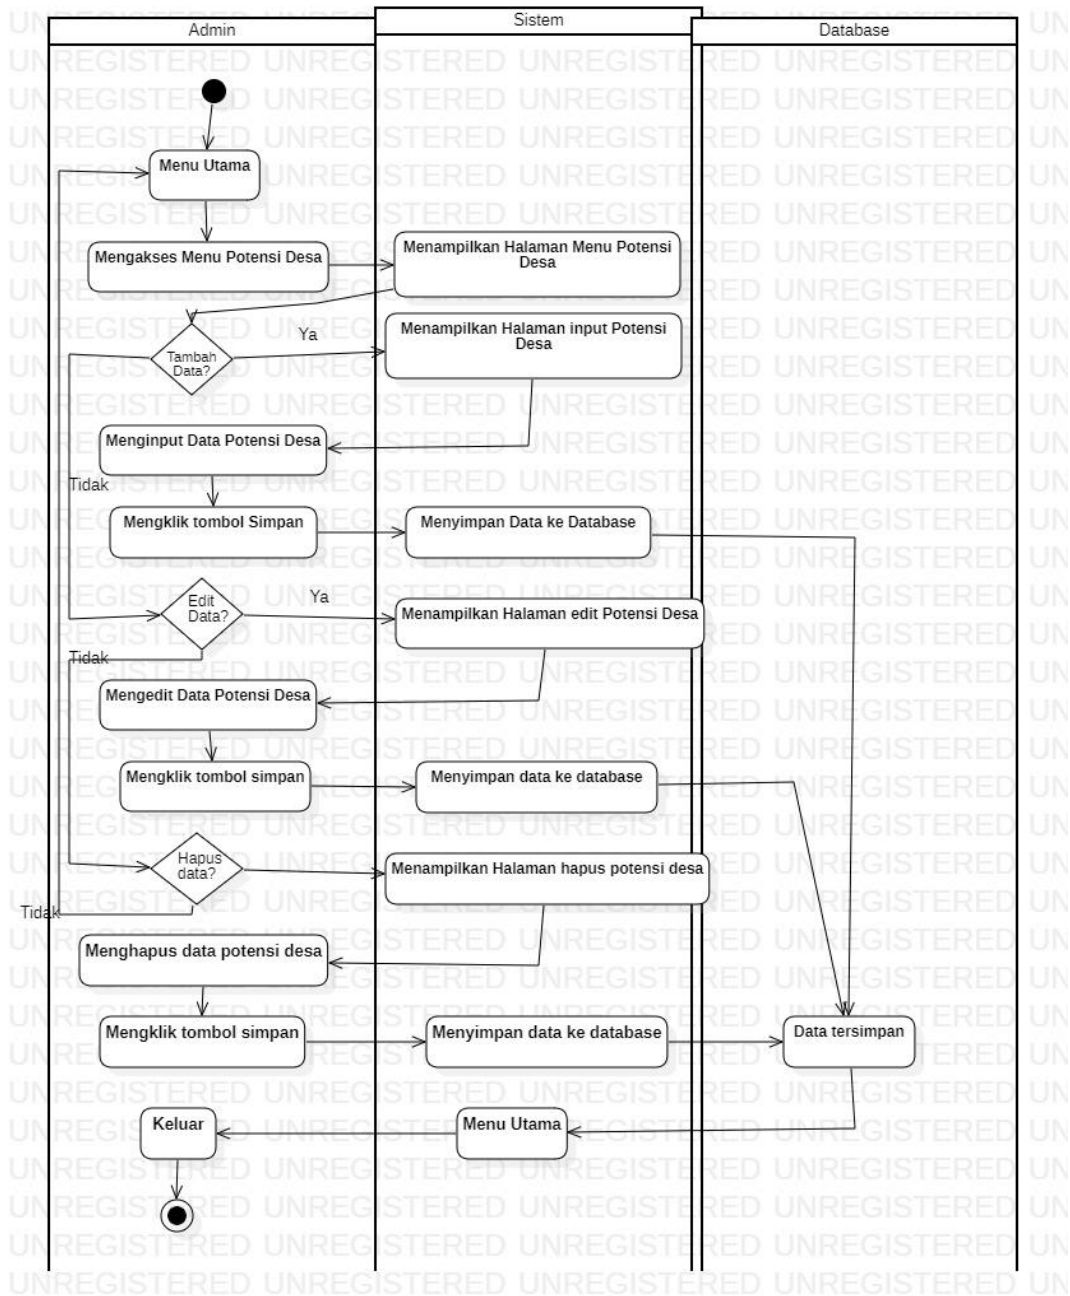 Admin
Sistem
Database
Menu Utama
Mengakses Menu Potensi Desa
Menampilkan Halaman Menu Potensi
Desa
Tambah
Data?
Ya
Menampilkan Halaman input Potensi
Desa
Menginput Data Potensi Desa
Tidak
Mengklik tombol Simpan
Menyimpan Data ke Database
Edit
Data?
Ya
Menampilkan Halaman edit Potensi Desa
Tidak
Mengedit Data Potensi Desa
Mengklik tombol simpan
Menyimpan data ke database
Hapus
data?
Menampilkan Halaman hapus potensi desa
Tidak
Menghapus data potensi desa
Mengklik tombol simpan
Menyimpan data ke database
Data tersimpan
Keluar
Menu Utama
UNREGISTERED